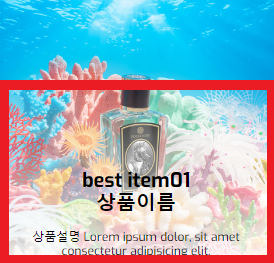 best item01
상품이름
상품설명 Lorem ipsum dolor, sit amet
consectetur adipisicing elit.